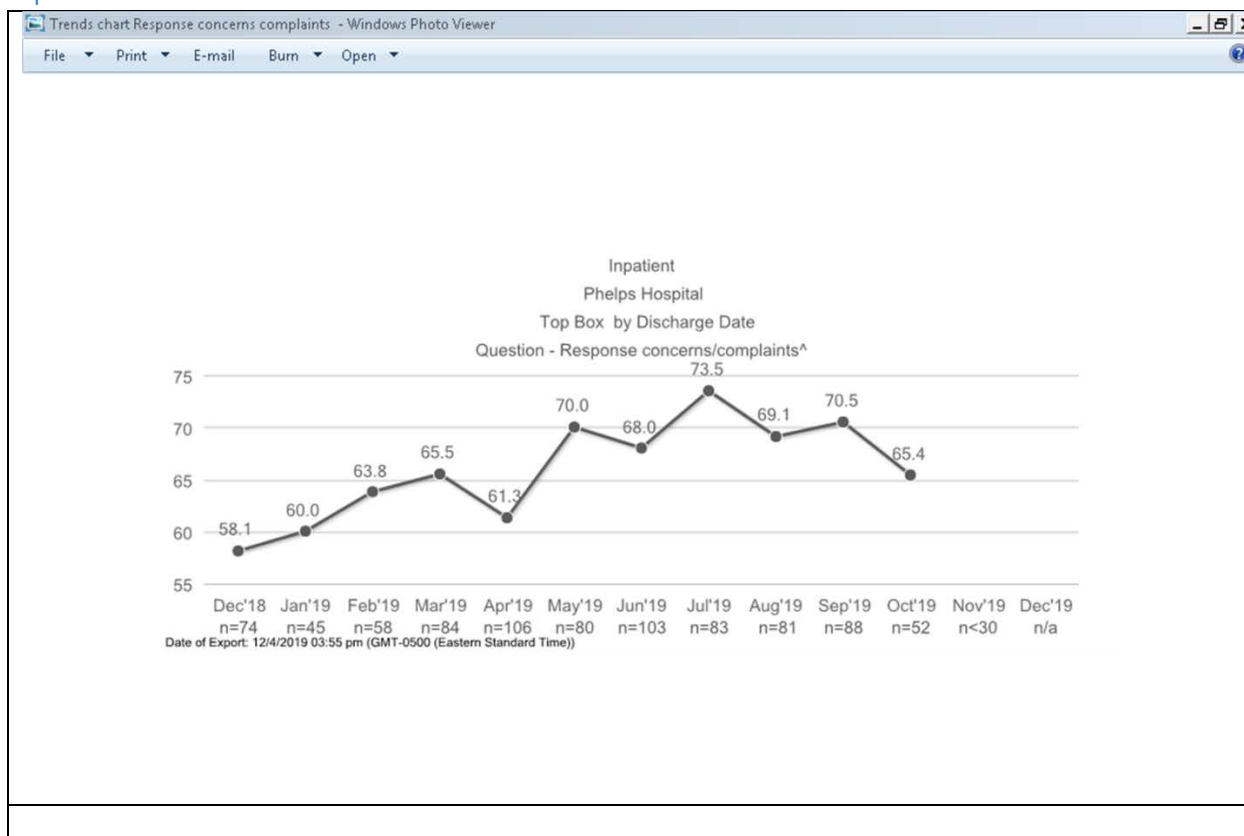 Trends chart Response concerns complaints - Windows Photo Viewer
File Print E-mail Burn Open
Inpatient
Phelps Hospital
Top Box by Discharge Date
Question - Response concerns/complaints^
75
70
65
60
55
58.1
60.0
63.8
65.5
61.3
70.0
68.0
73.5
69.1
70.5
65.4
Dec'18 Jan'19 Feb'19 Mar'19 Apr'19 May'19 Jun'19 Jul'19 Aug'19 Sep'19 Oct'19 Nov'19 Dec'19
n=74 n=45 n=58 n=84 n=106 n=80 n=103 n=83 n=81 n=88 n=52 n<30 n/a
Date of Export: 12/4/2019 03:55 pm (GMT-0500 (Eastern Standard Time))